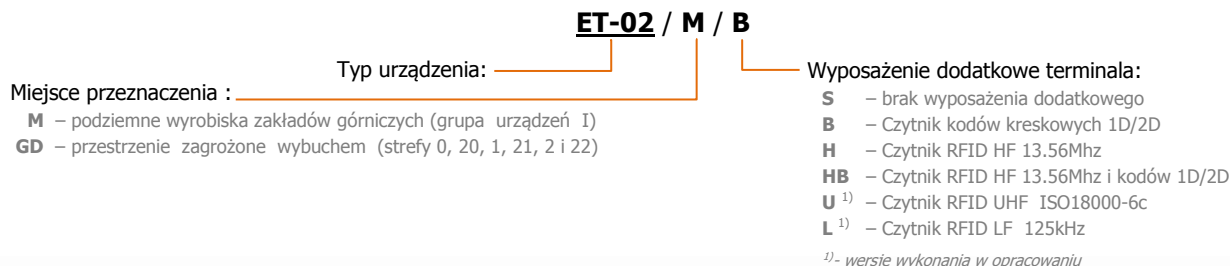 ET-02 / M / B
Typ urządzenia:
Miejsce przeznaczenia :
M – podziemne wyrobiska zakładów górniczych (grupa urządzeń I)
GD – przestrzenie zagrożone wybuchem (strefy 0, 20, 1, 21, 2 i 22)
Wyposażenie dodatkowe terminala:
S – brak wyposażenia dodatkowego
B – Czytnik kodów kreskowych 1D/2D
H – Czytnik RFID HF 13.56Mhz
HB – Czytnik RFID HF 13.56Mhz i kodów 1D/2D
U 1) – Czytnik RFID UHF ISO18000-6c
L 1) – Czytnik RFID LF 125kHz
1)- wersje wykonania w opracowaniu